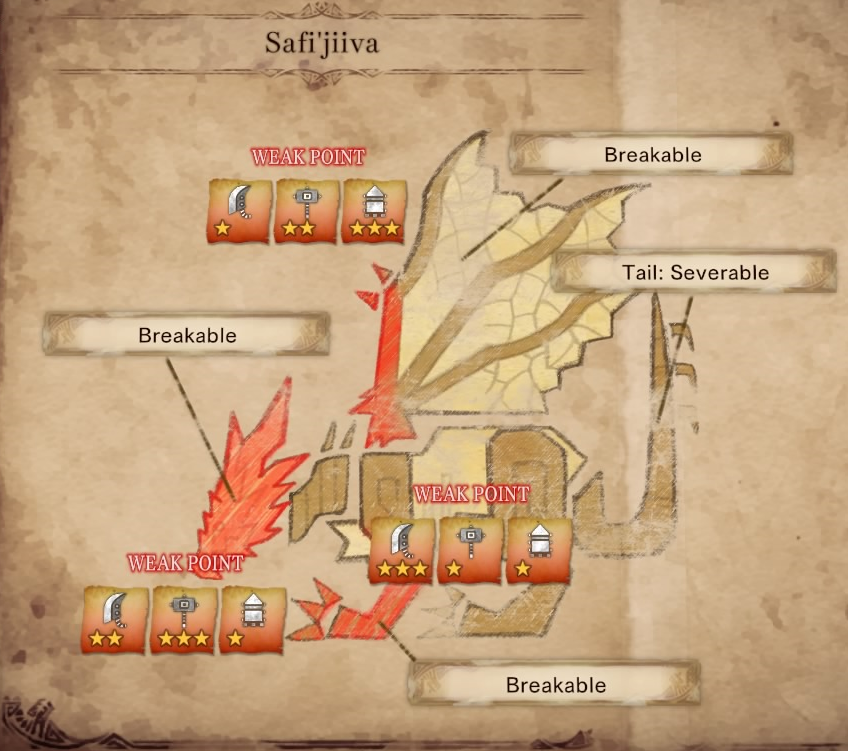 Safi'jiiva
WEAK POINT
Breakable
Tail: Severable
Breakable
WEAK POINT
WEAK POINT
Breakable